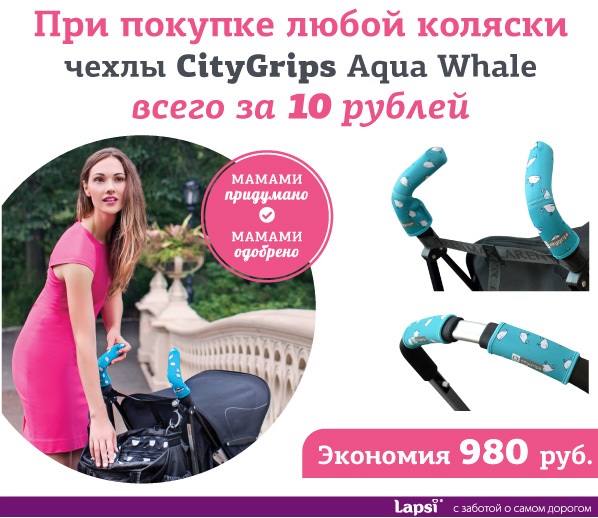 При покупке любой коляски
чехлы CityGrips Aqua Whale
всего за 10 рублей
МАМАМИ
придумано
МАМАМИ
одобрено
Экономия 980 руб.
Lapsi
с заботой о самом дорогом